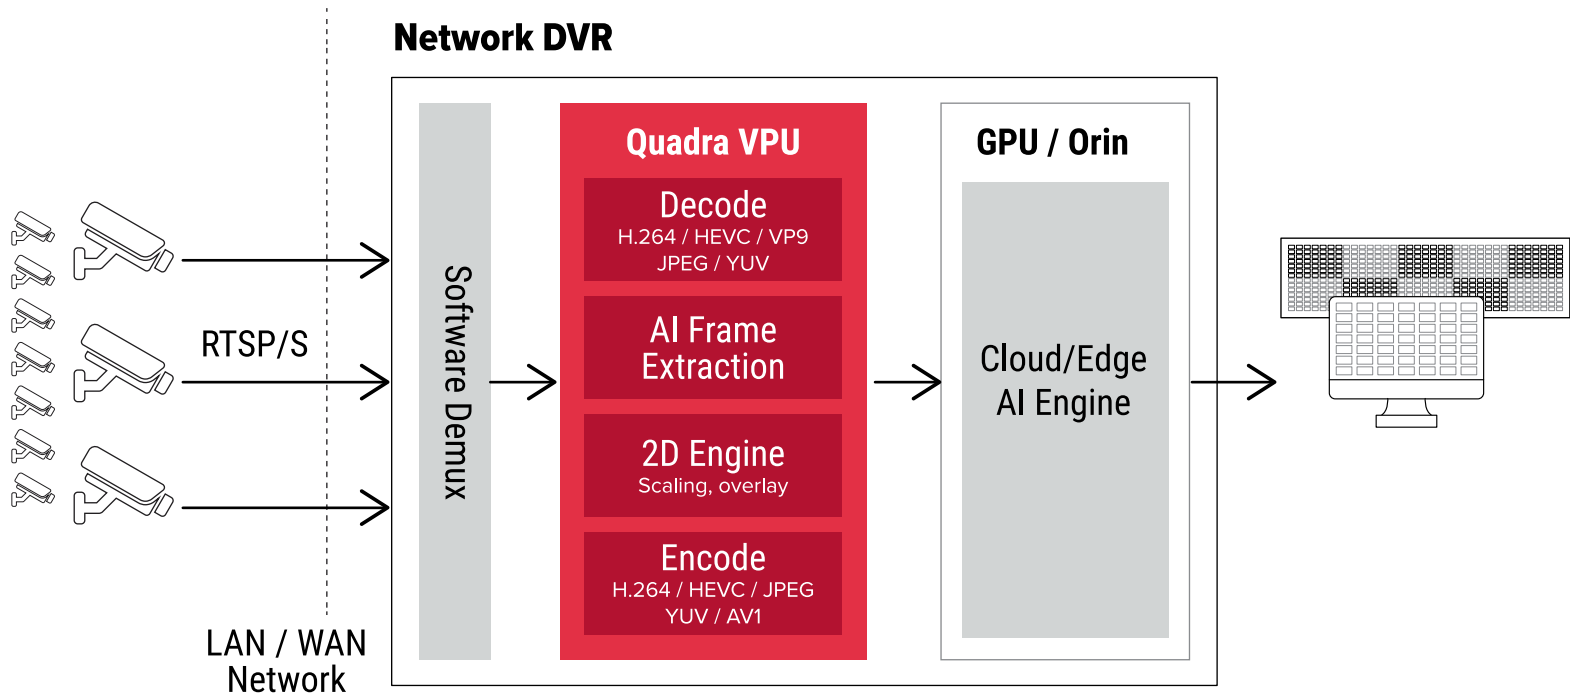 Network DVR
RTSP/S
LAN / WAN
Network
Software Demux
Quadra VPU
Decode
H.264 / HEVC / VP9
JPEG / YUV
AI Frame
Extraction
2D Engine
Scaling, overlay
Encode
H.264 / HEVC / JPEG
YUV / AV1
GPU / Orin
Cloud/Edge
AI Engine